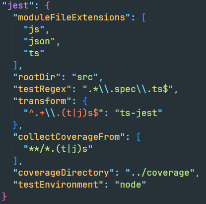 "jest": {
"moduleFileExtensions": [
"js",
"json",
"ts"
],
"rootDir": "src",
"testRegex": ".*\\.spec\\.ts$",
"transform": {
"^.+\\.(t|j)s$": "ts-jest"
},
"collectCoverageFrom": [
"**/*.(t|j)s"
],
"coverageDirectory": "../coverage",
"testEnvironment": "node"
}